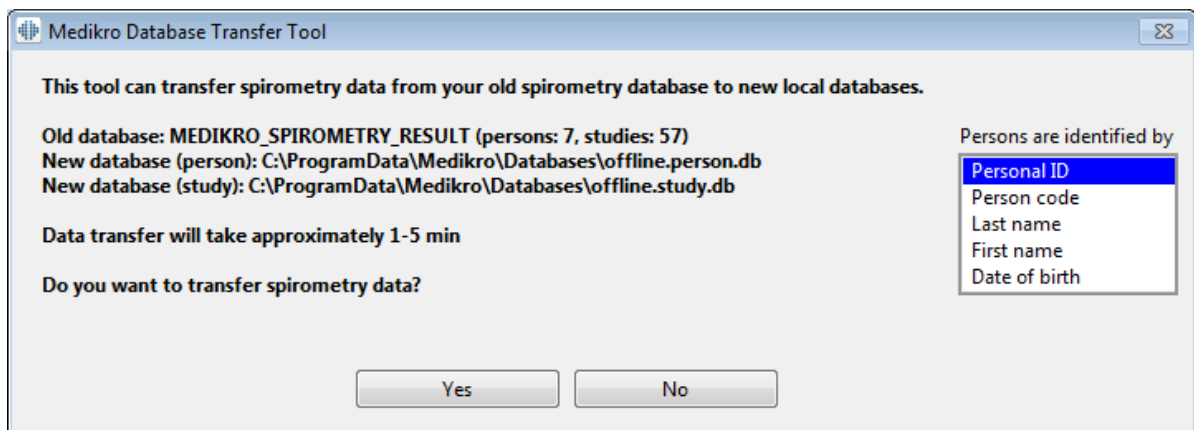 Medikro Database Transfer Tool
This tool can transfer spirometry data from your old spirometry database to new local databases.
Old database: MEDIKRO_SPIROMETRY_RESULT (persons: 7, studies: 57)
New database (person): C:\ProgramData\Medikro\Databases\offline.person.db
New database (study): C:\ProgramData\Medikro\Databases\offline.study.db
Data transfer will take approximately 1-5 min
Do you want to transfer spirometry data?
Persons are identified by
Personal ID
Person code
Last name
First name
Date of birth
Yes
No